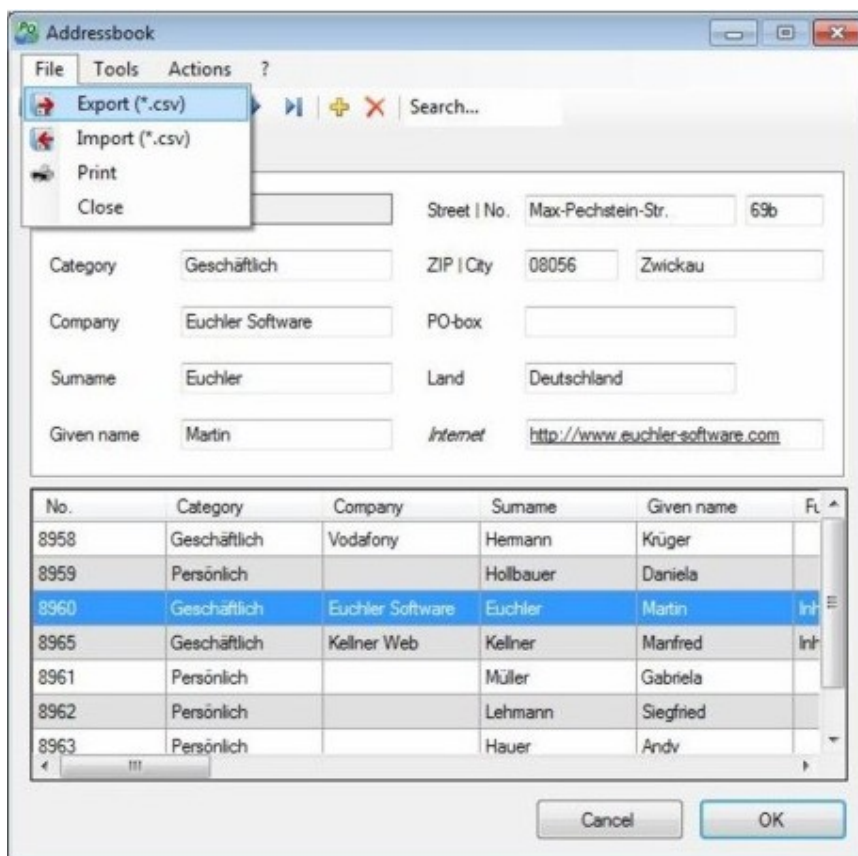 Addressbook
File Tools Actions ?
Export (*.csv)
Search...
Import (*.csv)
Print
Close
Street | No. Max-Pechstein-Str. 69b
Category Geschäftlich ZIP | City 08056 Zwickau
Company Euchler Software PO-box
Surname Euchler Land Deutschland
Given name Martin Internet http://www.euchler-software.com
No. Category Company Surname Given name Fu
8958 Geschäftlich Vodafony Hermann Krüger
8959 Persönlich Hollbauer Daniela
8960 Geschäftlich Euchler Software Euchler Martin Inh
8965 Geschäftlich Kellner Web Kellner Manfred Inh
8961 Persönlich Müller Gabriela
8962 Persönlich Lehmann Siegfried
8963 Persönlich Hauer Andy
Cancel OK